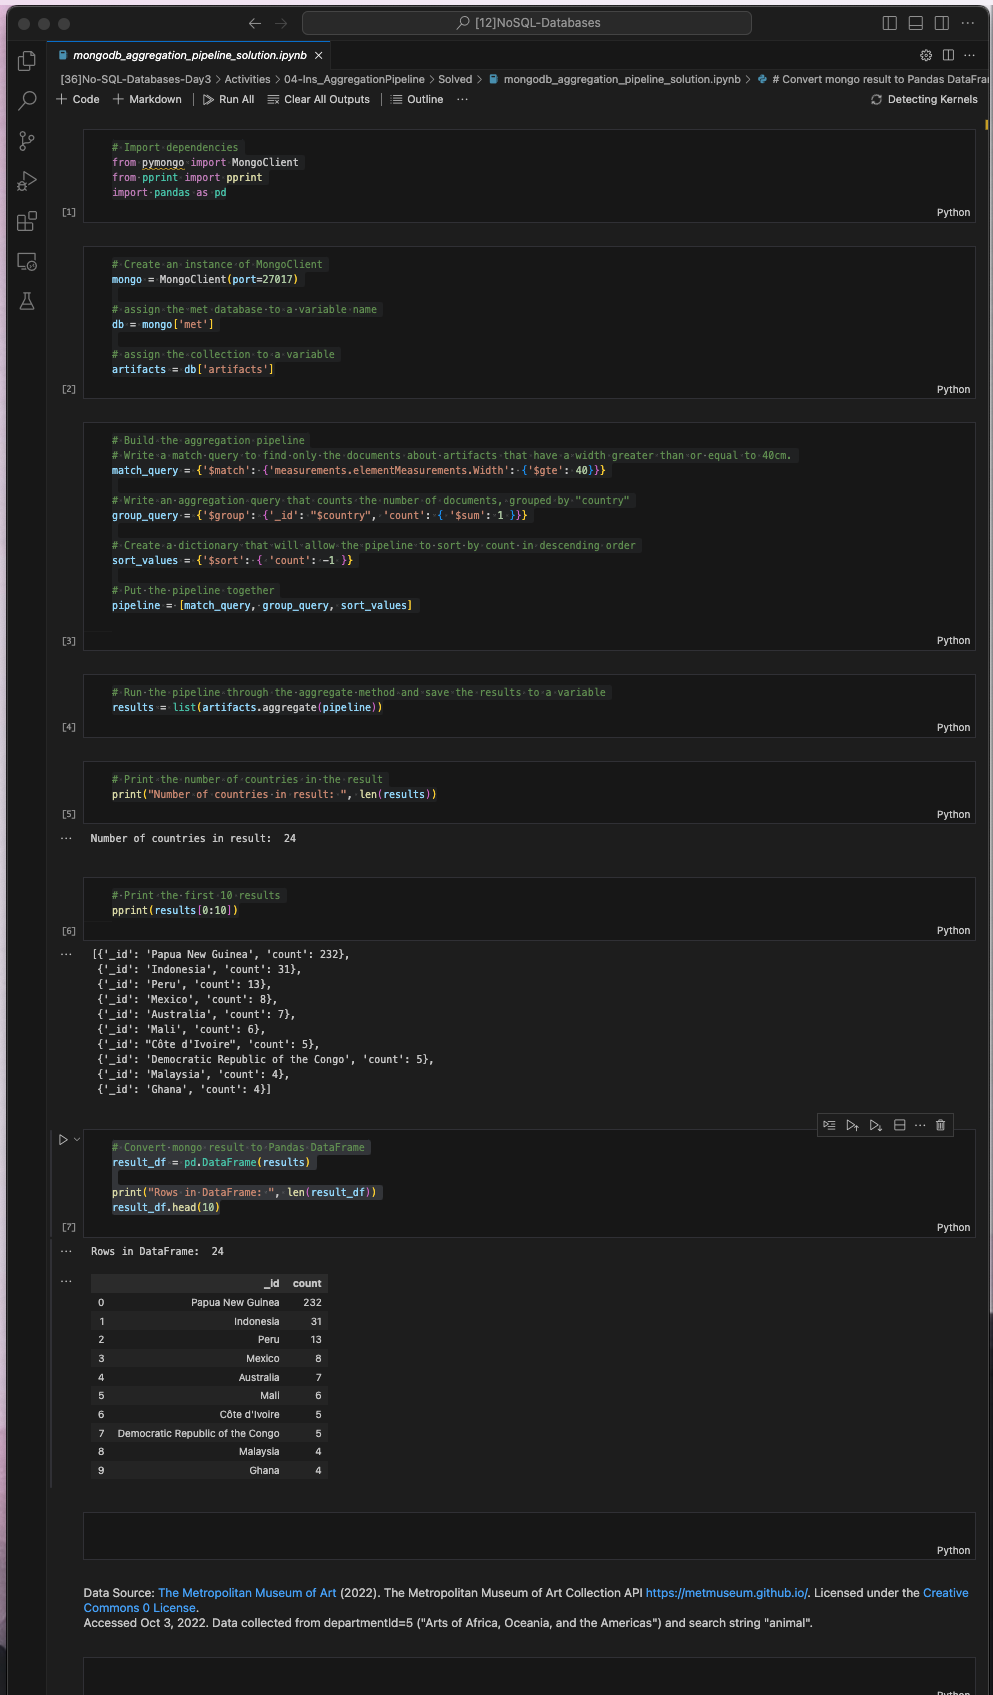 [12]NoSQL-Databases
mongodb_aggregation_pipeline_solution.ipynb
[36]No-SQL-Databases-Day3 > Activities > 04-Ins_AggregationPipeline > Solved > mongodb_aggregation_pipeline_solution.ipynb > # Convert mongo result to Pandas DataFra
+ Code + Markdown Run All Clear All Outputs Outline ··· Detecting Kernels
# Import dependencies
from pymongo import MongoClient
from pprint import pprint
import pandas as pd
[1] Python
# Create an instance of MongoClient
mongo = MongoClient(port=27017)
# assign the met database to a variable name
db = mongo['met']
# assign the collection to a variable
artifacts = db['artifacts']
[2] Python
# Build the aggregation pipeline
# Write a match query to find only the documents about artifacts that have a width greater than or equal to 40cm.
match_query = {'$match': {'measurements.elementMeasurements.Width': {'$gte': 40}}}
# Write an aggregation query that counts the number of documents, grouped by "country"
group_query = {'$group': {'_id': "$country", 'count': { '$sum': 1 }}}
# Create a dictionary that will allow the pipeline to sort by count in descending order
sort_values = {'$sort': { 'count': -1 }}
# Put the pipeline together
pipeline = [match_query, group_query, sort_values]
[3] Python
# Run the pipeline through the aggregate method and save the results to a variable
results = list(artifacts.aggregate(pipeline))
[4] Python
# Print the number of countries in the result
print("Number of countries in result: ", len(results))
[5] Python
Number of countries in result:  24
# Print the first 10 results
pprint(results[0:10])
[6] Python
[{'_id': 'Papua New Guinea', 'count': 232},
{'_id': 'Indonesia', 'count': 31},
{'_id': 'Peru', 'count': 13},
{'_id': 'Mexico', 'count': 8},
{'_id': 'Australia', 'count': 7},
{'_id': 'Mali', 'count': 6},
{'_id': "Côte d'Ivoire", 'count': 5},
{'_id': 'Democratic Republic of the Congo', 'count': 5},
{'_id': 'Malaysia', 'count': 4},
{'_id': 'Ghana', 'count': 4}]
# Convert mongo result to Pandas DataFrame
result_df = pd.DataFrame(results)
print("Rows in DataFrame: ", len(result_df))
result_df.head(10)
[7] Python
Rows in DataFrame:  24
_id count
0 Papua New Guinea 232
1 Indonesia 31
2 Peru 13
3 Mexico 8
4 Australia 7
5 Mali 6
6 Côte d'Ivoire 5
7 Democratic Republic of the Congo 5
8 Malaysia 4
9 Ghana 4
Python
Data Source: The Metropolitan Museum of Art (2022). The Metropolitan Museum of Art Collection API https://metmuseum.github.io/. Licensed under the Creative
Commons 0 License.
Accessed Oct 3, 2022. Data collected from departmentId=5 ("Arts of Africa, Oceania, and the Americas") and search string "animal".
Python